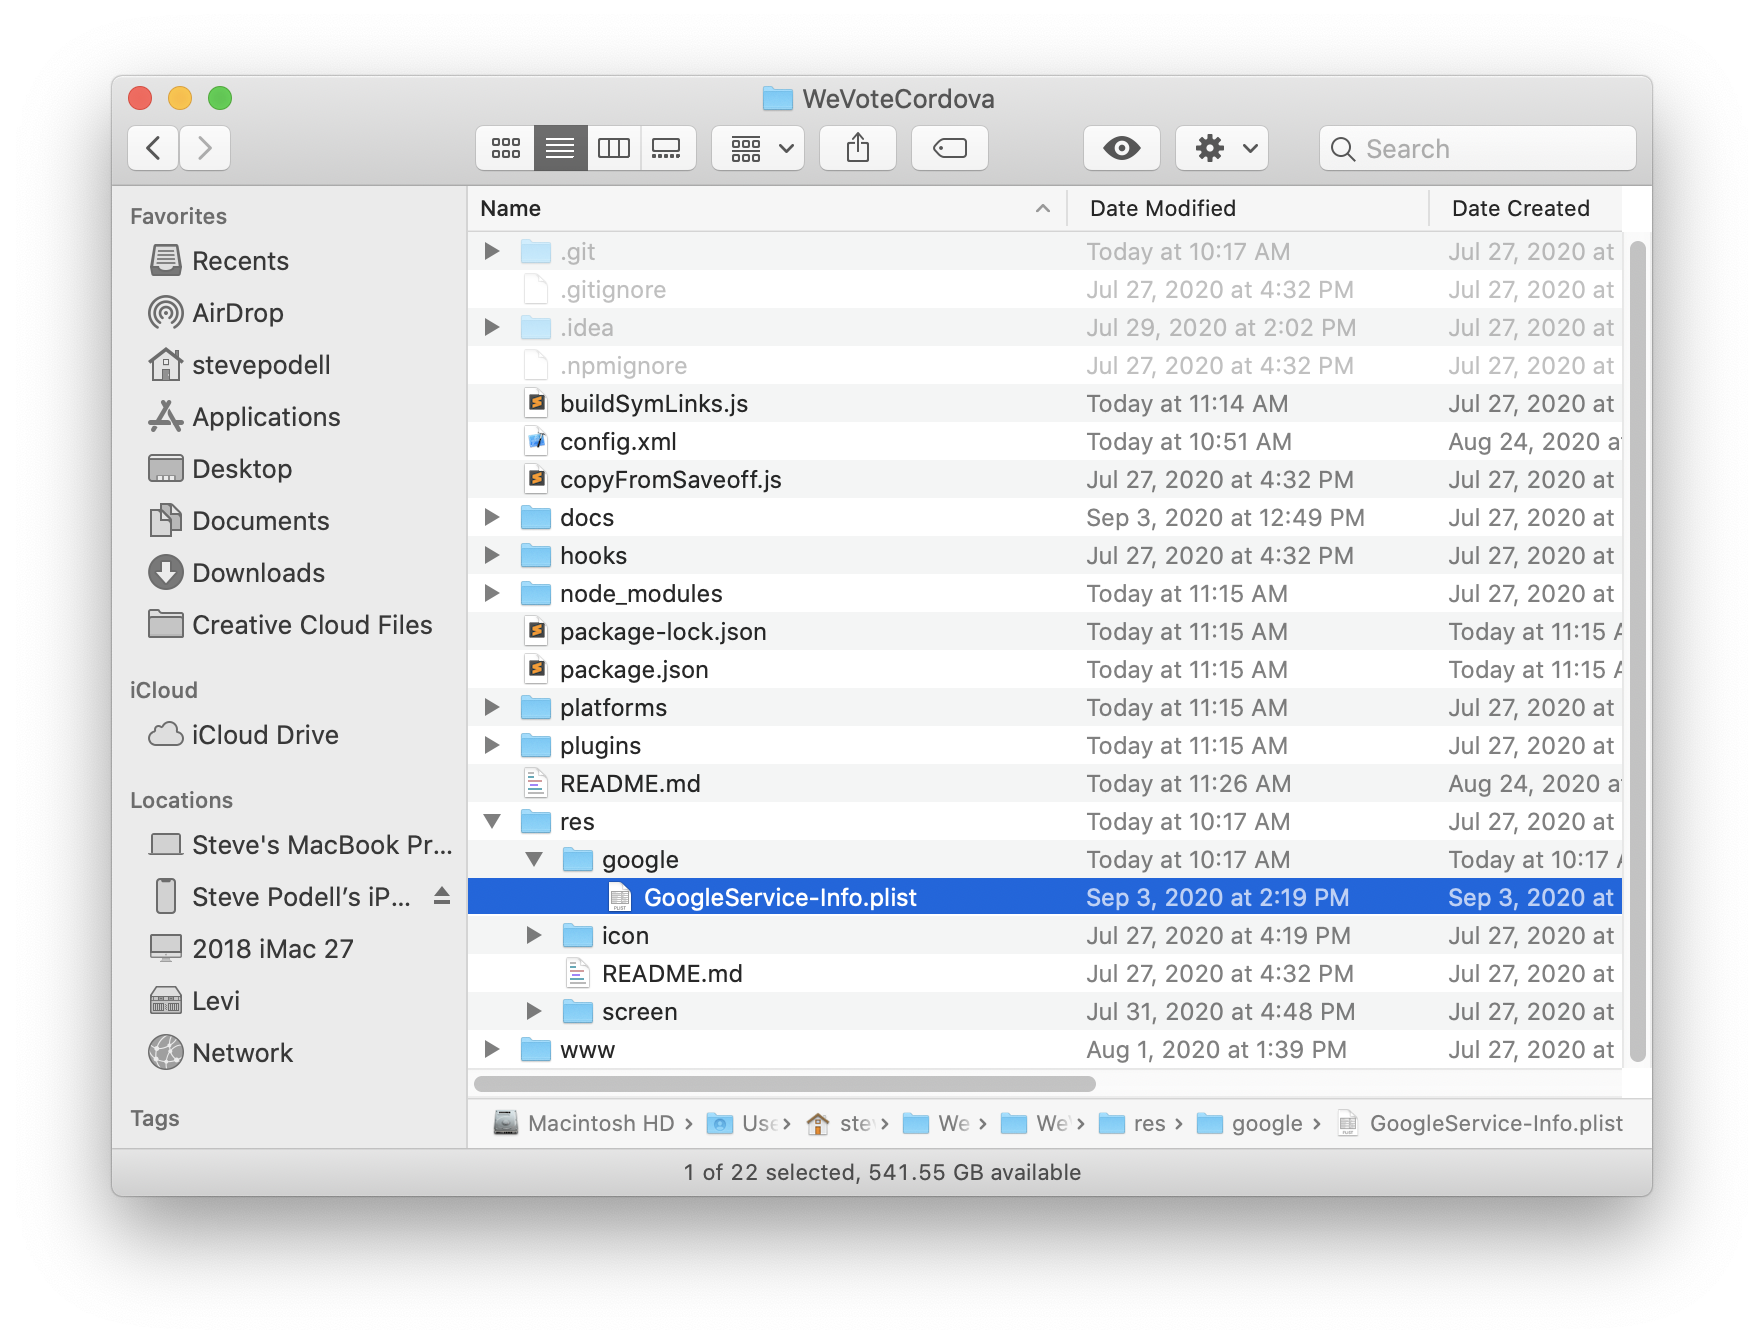 WeVoteCordova
Search
Favorites
Recents
AirDrop
stevepodell
Applications
Desktop
Documents
Downloads
Creative Cloud Files
iCloud
iCloud Drive
Locations
Steve's MacBook Pr...
Steve Podell’s iP...
2018 iMac 27
Levi
Network
Tags
Name Date Modified Date Created
.git Today at 10:17 AM Jul 27, 2020 at
.gitignore Jul 27, 2020 at 4:32 PM Jul 27, 2020 at
.idea Jul 29, 2020 at 2:02 PM Jul 27, 2020 at
.npmignore Jul 27, 2020 at 4:32 PM Jul 27, 2020 at
buildSymLinks.js Today at 11:14 AM Jul 27, 2020 at
config.xml Today at 10:51 AM Aug 24, 2020 a
copyFromSaveoff.js Jul 27, 2020 at 4:32 PM Jul 27, 2020 at
docs Sep 3, 2020 at 12:49 PM Jul 27, 2020 at
hooks Jul 27, 2020 at 4:32 PM Jul 27, 2020 at
node_modules Today at 11:15 AM Jul 27, 2020 at
package-lock.json Today at 11:15 AM Today at 11:15 A
package.json Today at 11:15 AM Today at 11:15 A
platforms Today at 11:15 AM Jul 27, 2020 at
plugins Today at 11:15 AM Jul 27, 2020 at
README.md Today at 11:26 AM Aug 24, 2020 a
res Today at 10:17 AM Jul 27, 2020 at
google Today at 10:17 AM Today at 10:17 A
GoogleService-Info.plist Sep 3, 2020 at 2:19 PM Sep 3, 2020 at
icon Jul 27, 2020 at 4:19 PM Jul 27, 2020 at
README.md Jul 27, 2020 at 4:32 PM Jul 27, 2020 at
screen Jul 31, 2020 at 4:48 PM Jul 27, 2020 at
www Aug 1, 2020 at 1:39 PM Jul 27, 2020 at
Macintosh HD › Use › ste › We › We › res › google › GoogleService-Info.plist
1 of 22 selected, 541.55 GB available